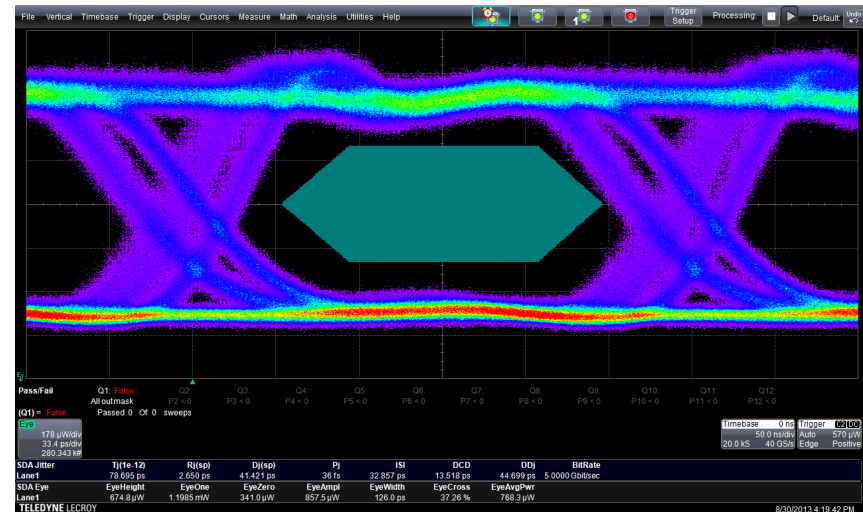 File Vertical Timebase Trigger Display Cursors Measure Math Analysis Utilities Help 1 Trigger Setup Processing: Default: Undo
Ey
Pass/Fail Q1: False Q2: Q3: Q4: Q5: Q6: Q7: Q8: Q9: Q10: Q11: Q12:
All outmask P2 < 0 P3 < 0 P4 < 0 P5 < 0 P6 < 0 P7 < 0 P8 < 0 P9 < 0 P10 < 0 P11 < 0 P12 < 0
(Q1) = False Passed 0 Of 0 sweeps
Eye
178 µW/div
33.4 ps/div
280.343 k#
Timebase 0 ns Trigger C2 DC
50.0 ns/div Auto 570 µW
20.0 kS 40 GS/s Edge Positive
SDA Jitter Tj(1e-12) Rj(sp) Dj(sp) Pj ISI DCD DDj BitRate
Lane1 78.695 ps 2.650 ps 41.421 ps 36 fs 32.857 ps 13.518 ps 44.699 ps 5.0000 Gbit/sec
SDA Eye EyeHeight EyeOne EyeZero EyeAmpl EyeWidth EyeCross EyeAvgPwr
Lane1 674.8 µW 1.1985 mW 341.0 µW 857.5 µW 126.0 ps 37.26 % 768.3 µW
TELEDYNE LECROY 8/30/2013 4:19:42 PM